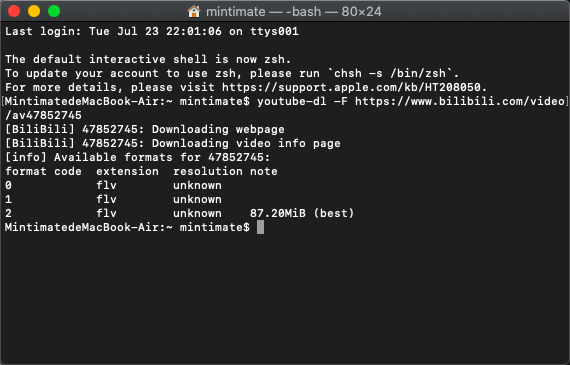 mintimate — -bash — 80×24
Last login: Tue Jul 23 22:01:06 on ttys001
The default interactive shell is now zsh.
To update your account to use zsh, please run `chsh -s /bin/zsh`.
For more details, please visit https://support.apple.com/kb/HT208050.
[MintimatedeMacBook-Air:~ mintimate$ youtube-dl -F https://www.bilibili.com/video]
/av47852745
[BiliBili] 47852745: Downloading webpage
[BiliBili] 47852745: Downloading video info page
[info] Available formats for 47852745:
format code  extension  resolution note
0            flv        unknown
1            flv        unknown
2            flv        unknown    87.20MiB (best)
MintimatedeMacBook-Air:~ mintimate$